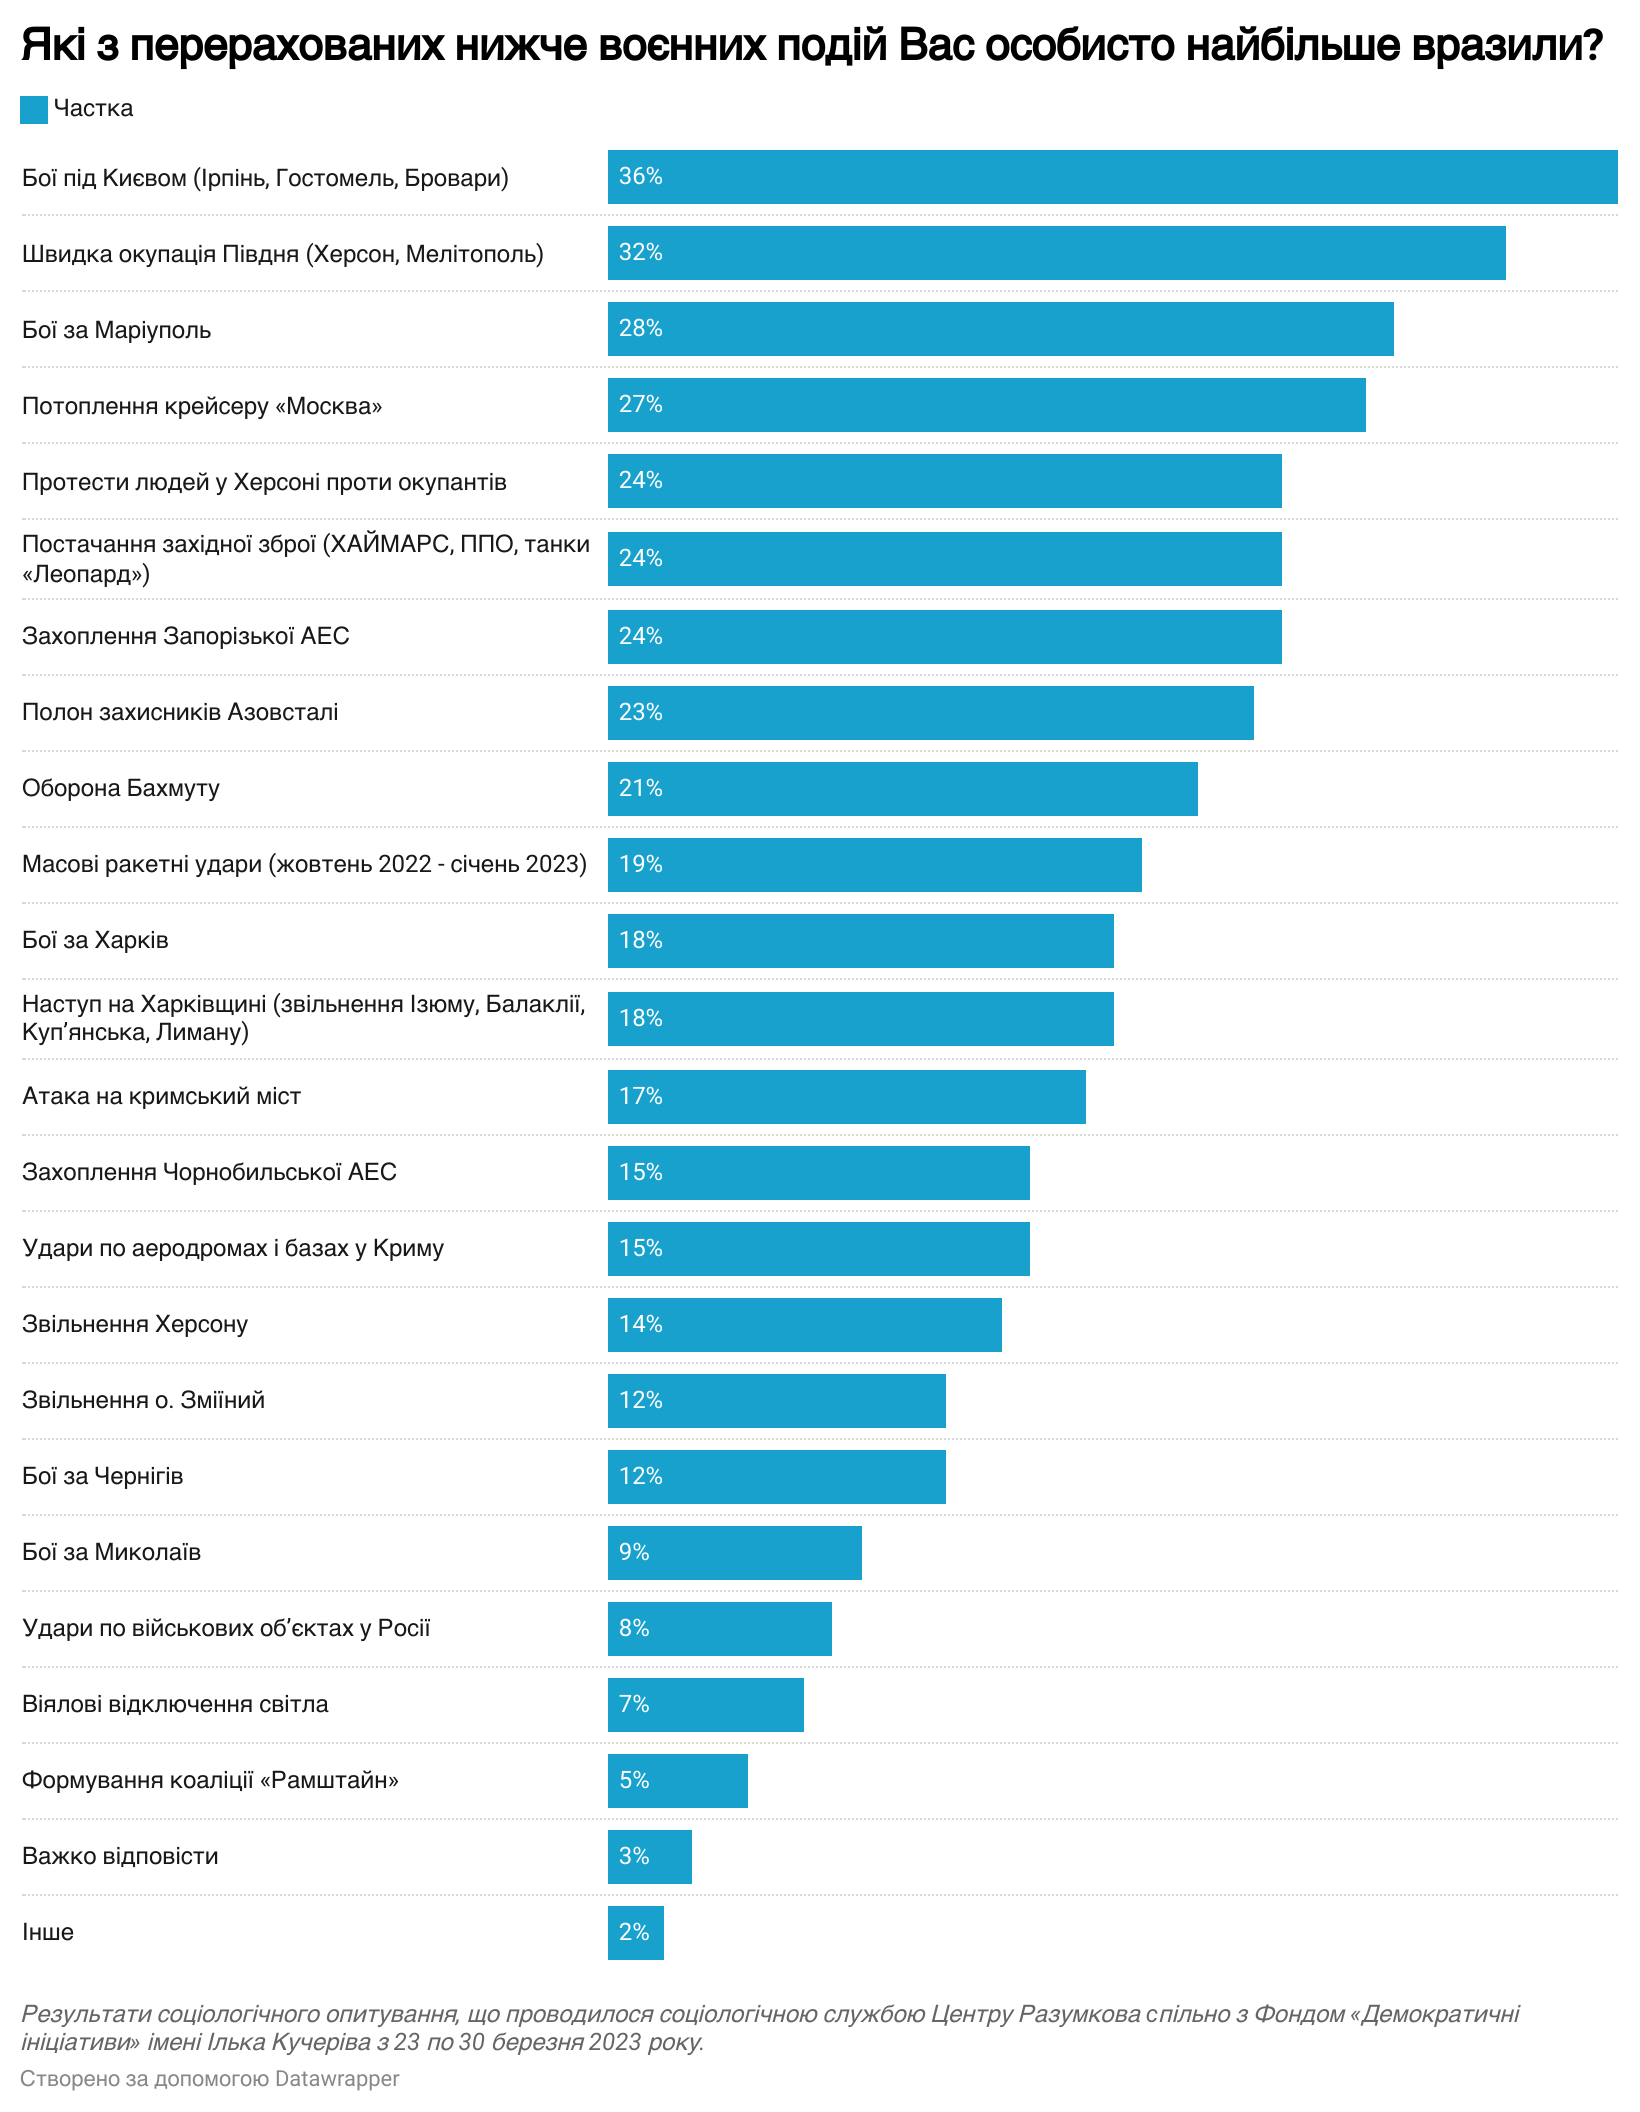 Які з перерахованих нижче воєнних подій Вас особисто найбільше вразили?
Частка
Бої під Києвом (Ірпінь, Гостомель, Бровари) 36%
Швидка окупація Півдня (Херсон, Мелітополь) 32%
Бої за Маріуполь 28%
Потоплення крейсеру «Москва» 27%
Протести людей у Херсоні проти окупантів 24%
Постачання західної зброї (ХАЙМАРС, ППО, танки
«Леопард») 24%
Захоплення Запорізької АЕС 24%
Полон захисників Азовсталі 23%
Оборона Бахмуту 21%
Масові ракетні удари (жовтень 2022 - січень 2023) 19%
Бої за Харків 18%
Наступ на Харківщині (звільнення Ізюму, Балаклії,
Куп’янська, Лиману) 18%
Атака на кримський міст 17%
Захоплення Чорнобильської АЕС 15%
Удари по аеродромах і базах у Криму 15%
Звільнення Херсону 14%
Звільнення о. Зміїний 12%
Бої за Чернігів 12%
Бої за Миколаїв 9%
Удари по військових об’єктах у Росії 8%
Віялові відключення світла 7%
Формування коаліції «Рамштайн» 5%
Важко відповісти 3%
Інше 2%
Результати соціологічного опитування, що проводилося соціологічною службою Центру Разумкова спільно з Фондом «Демократичні
ініціативи» імені Ілька Кучеріва з 23 по 30 березня 2023 року.
Створено за допомогою Datawrapper